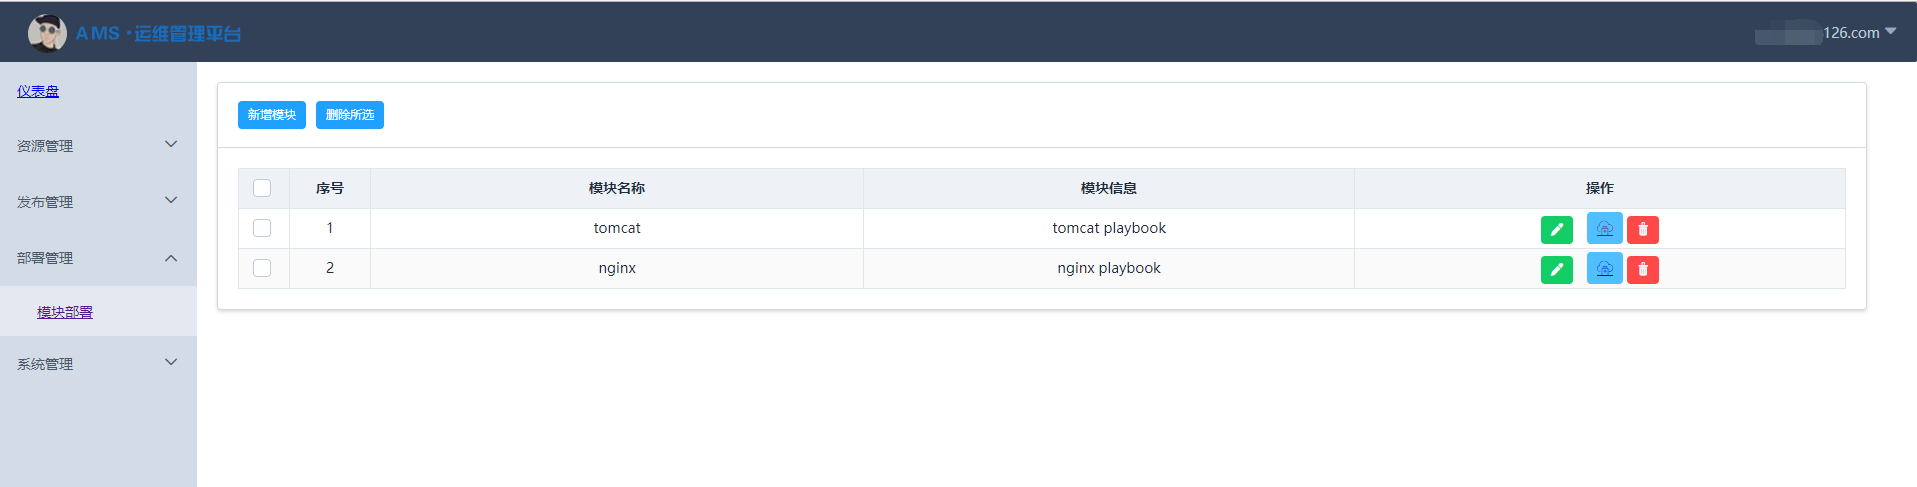 AMS·运维管理平台
126.com
仪表盘
资源管理
发布管理
部署管理
模块部署
系统管理
新增模块 删除所选
序号 模块名称 模块信息 操作
1 tomcat tomcat playbook
2 nginx nginx playbook